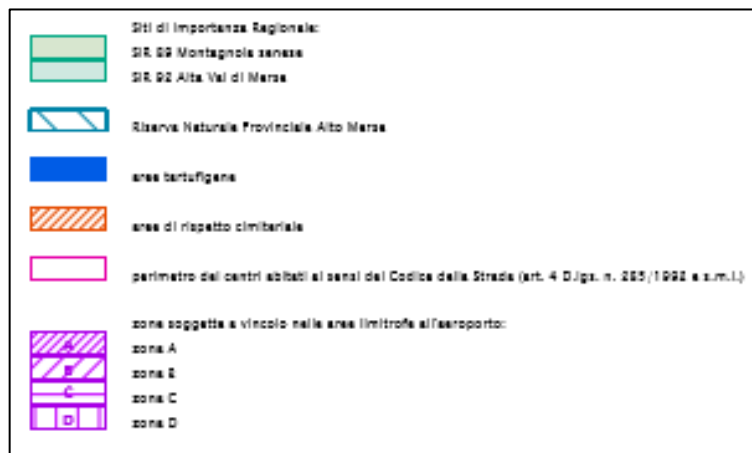 Siti di Importanza Regionale:
SIR 89 Montagnola senese
SIR 92 Alta Val di Merse
Riserva Naturale Provinciale Alto Merse
aree tartufigene
aree di rispetto cimiteriale
perimetro dei centri abitati ai sensi del Codice della Strada (art. 4 D.lgs. n. 285/1992 e s.m.i.)
zone soggette a vincolo nelle aree limitrofe all'aeroporto:
A zona A
B zona B
C zona C
D zona D